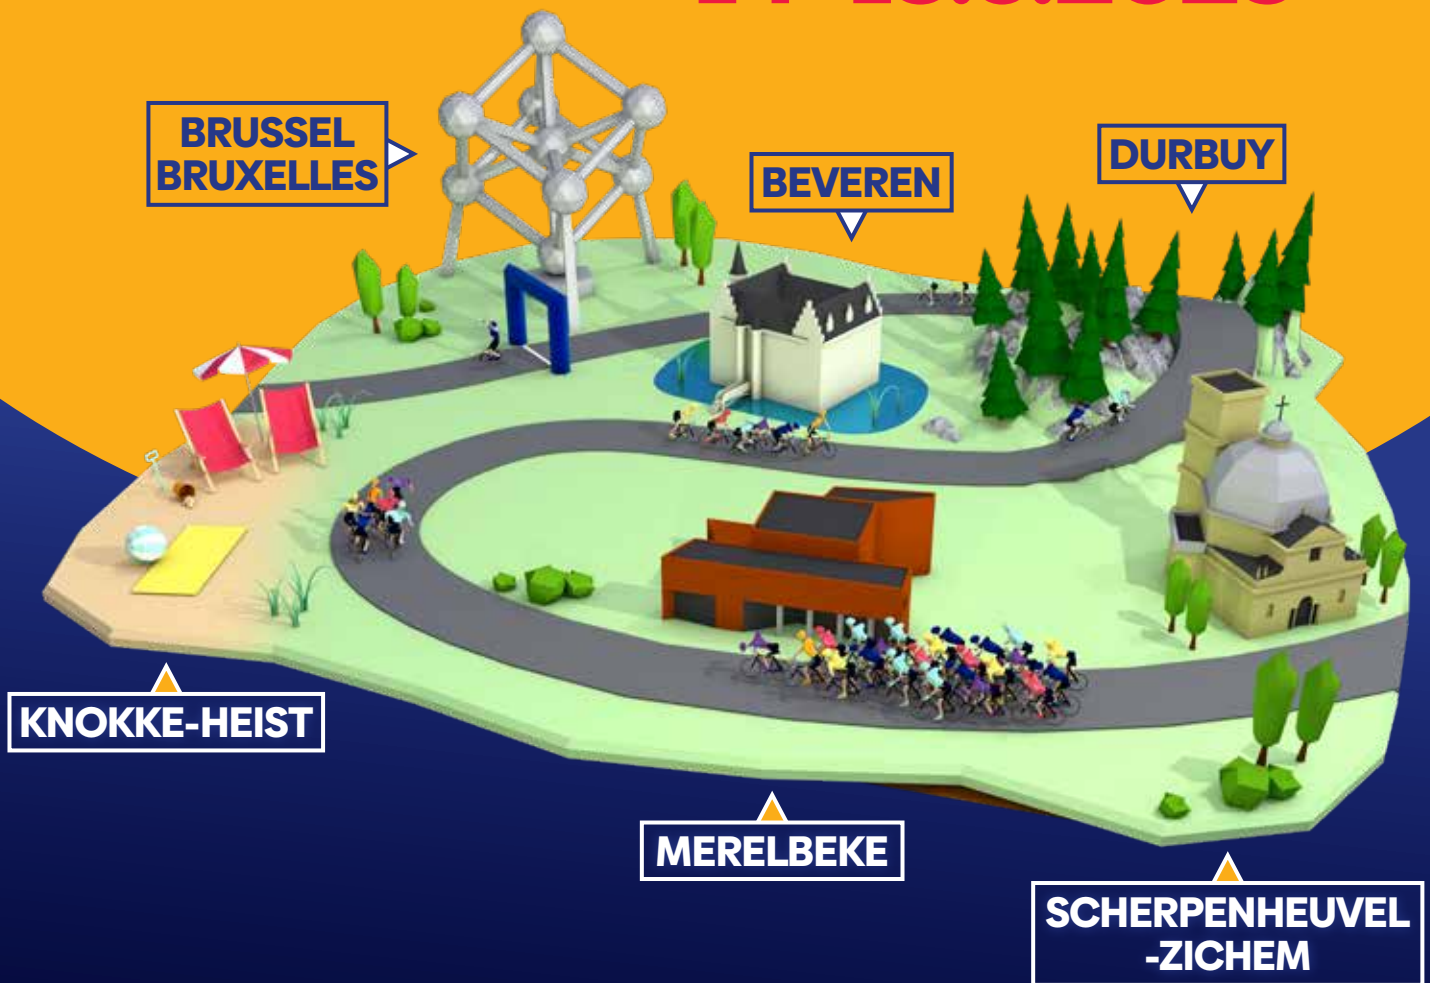 BRUSSEL
BRUXELLES
BEVEREN
DURBUY
KNOKKE-HEIST
MERELBEKE
SCHERPENHEUVEL
-ZICHEM